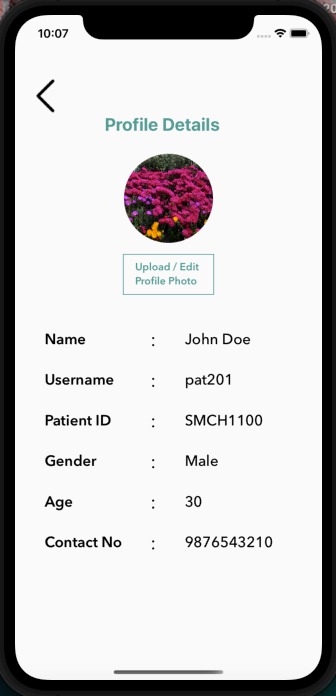 10:07
Profile Details
Upload / Edit
Profile Photo
Name : John Doe
Username : pat201
Patient ID : SMCH1100
Gender : Male
Age : 30
Contact No : 9876543210